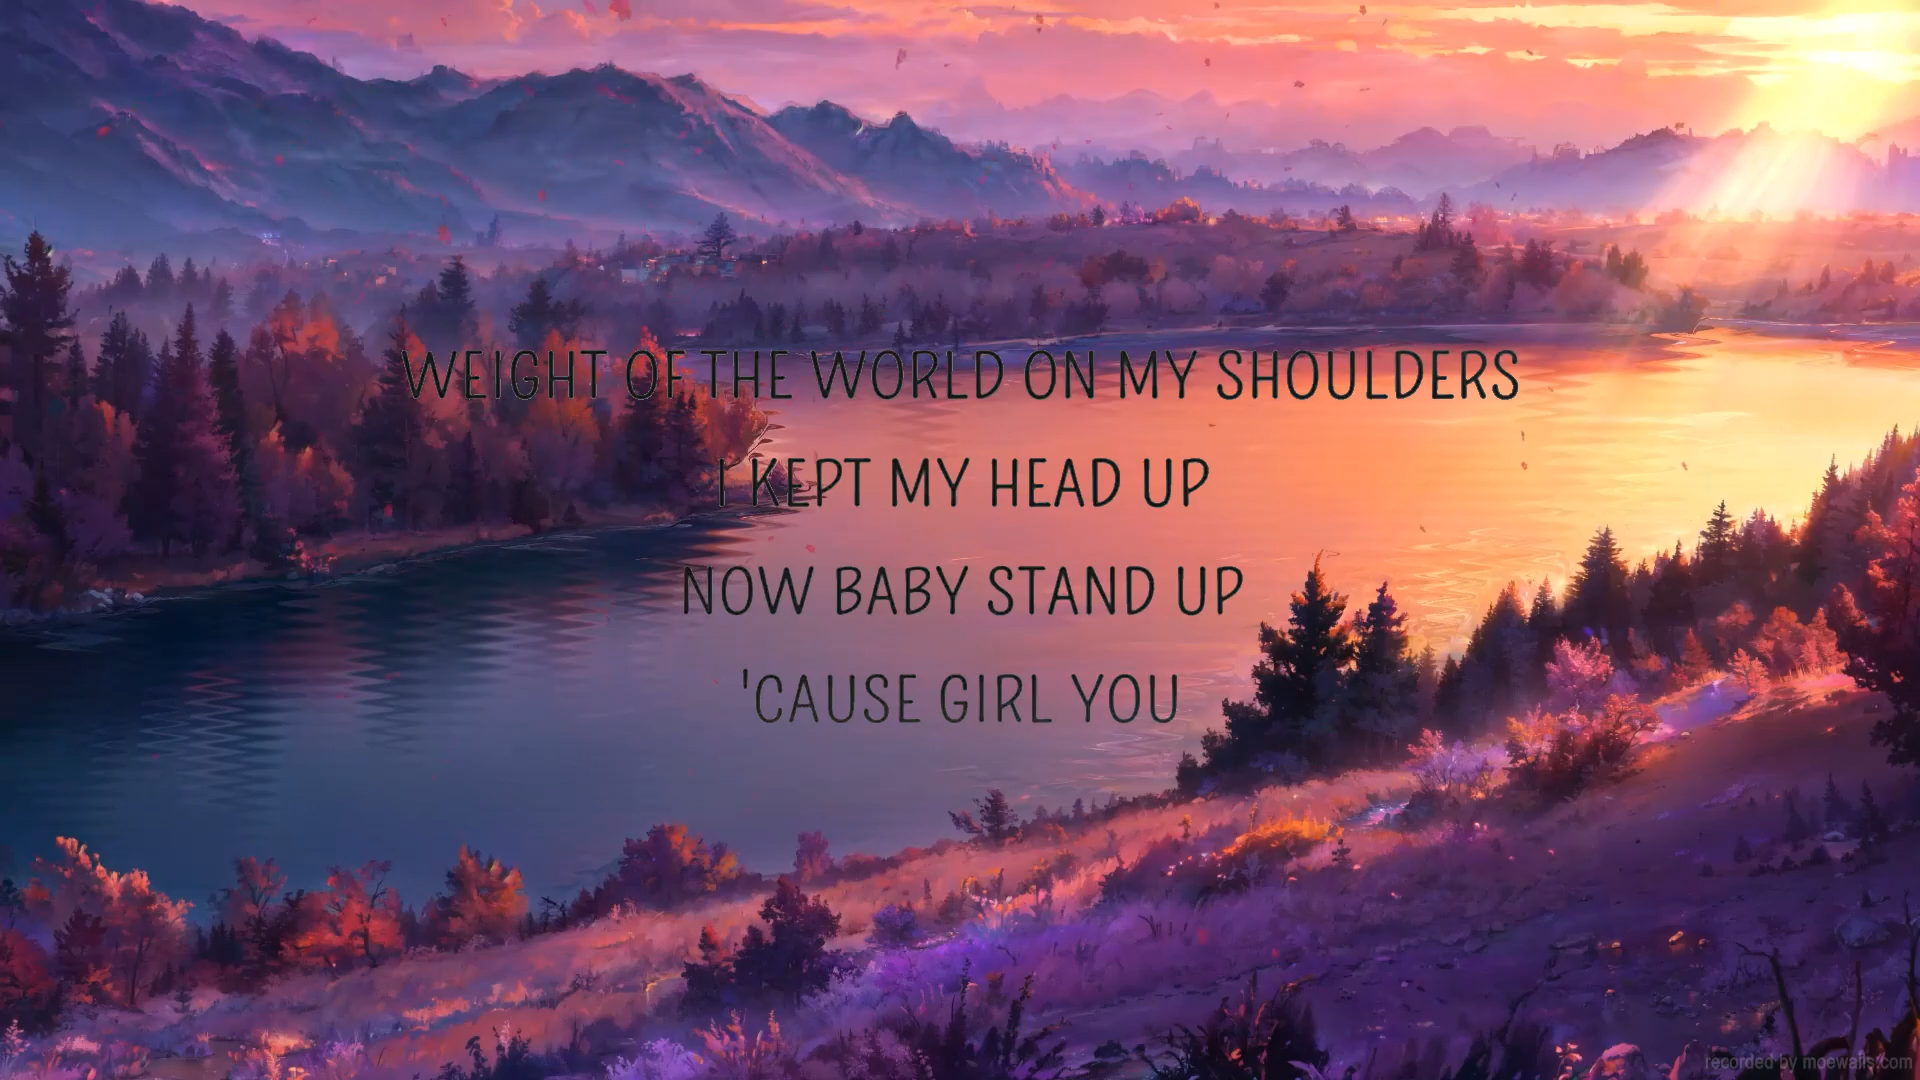 WEIGHT OF THE WORLD ON MY SHOULDERS
I KEPT MY HEAD UP
NOW BABY STAND UP
'CAUSE GIRL YOU
recorded by moewalls.com